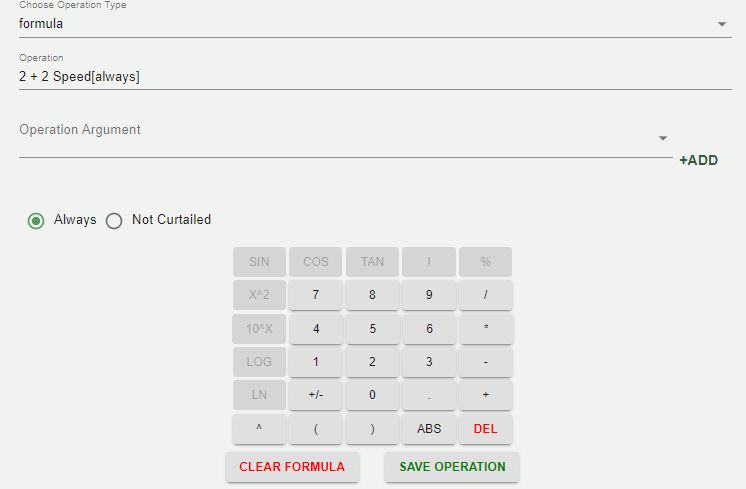 Choose Operation Type
formula
Operation
2 + 2 Speed[always]
Operation Argument
+ADD
Always Not Curtailed
SIN COS TAN ! %
X^2 7 8 9 /
10^X 4 5 6 *
LOG 1 2 3 -
LN +/- 0 . +
^ ( ) ABS DEL
CLEAR FORMULA SAVE OPERATION